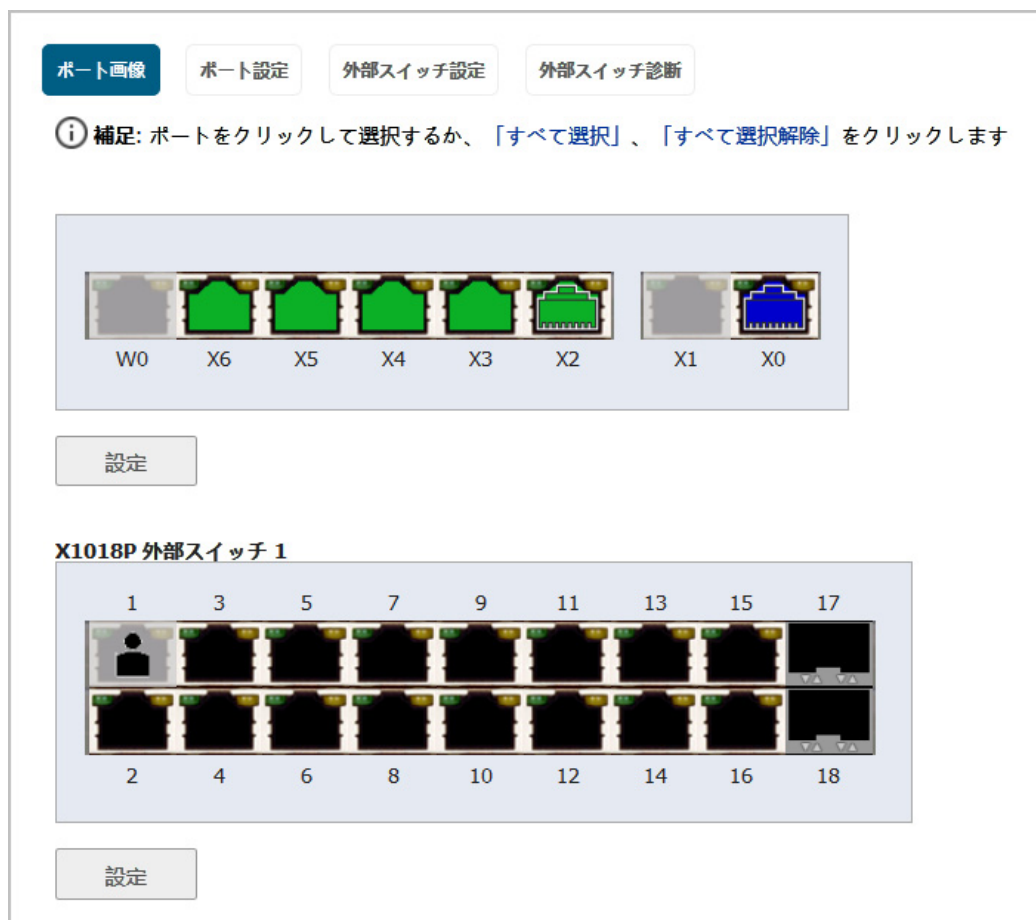 ポート画像 ポート設定 外部スイッチ設定 外部スイッチ診断
補足: ポートをクリックして選択するか、「すべて選択」、「すべて選択解除」をクリックします
W0 X6 X5 X4 X3 X2 X1 X0
設定
X1018P 外部スイッチ 1
1 3 5 7 9 11 13 15 17
2 4 6 8 10 12 14 16 18
設定